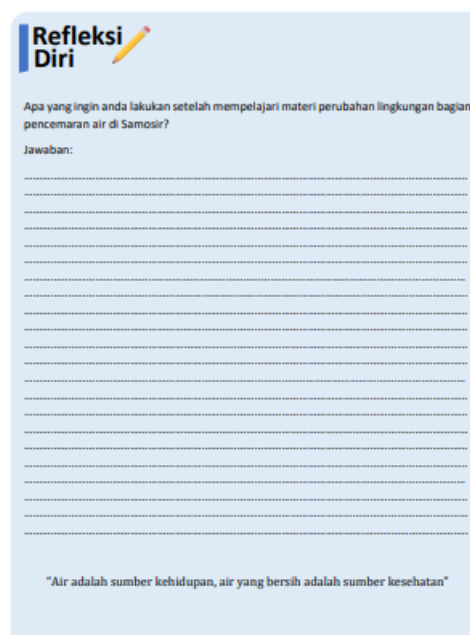 Refleksi
Diri
Apa yang ingin anda lakukan setelah mempelajari materi perubahan lingkungan bagian
pencemaran air di Samosir?
Jawaban:
"Air adalah sumber kehidupan, air yang bersih adalah sumber kesehatan"